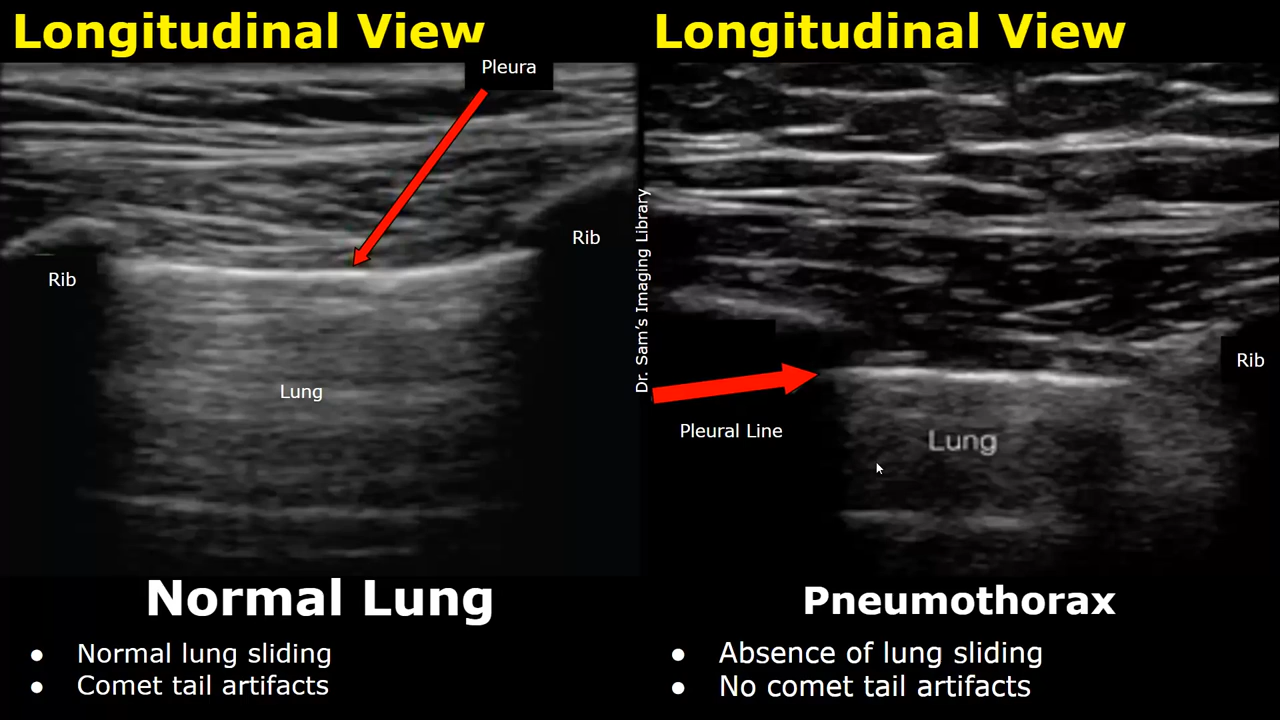 Longitudinal View
Pleura
Rib
Rib
Lung
Normal Lung
● Normal lung sliding
● Comet tail artifacts
Dr. Sam's Imaging Library
Longitudinal View
Rib
Pleural Line
Lung
Pneumothorax
● Absence of lung sliding
● No comet tail artifacts